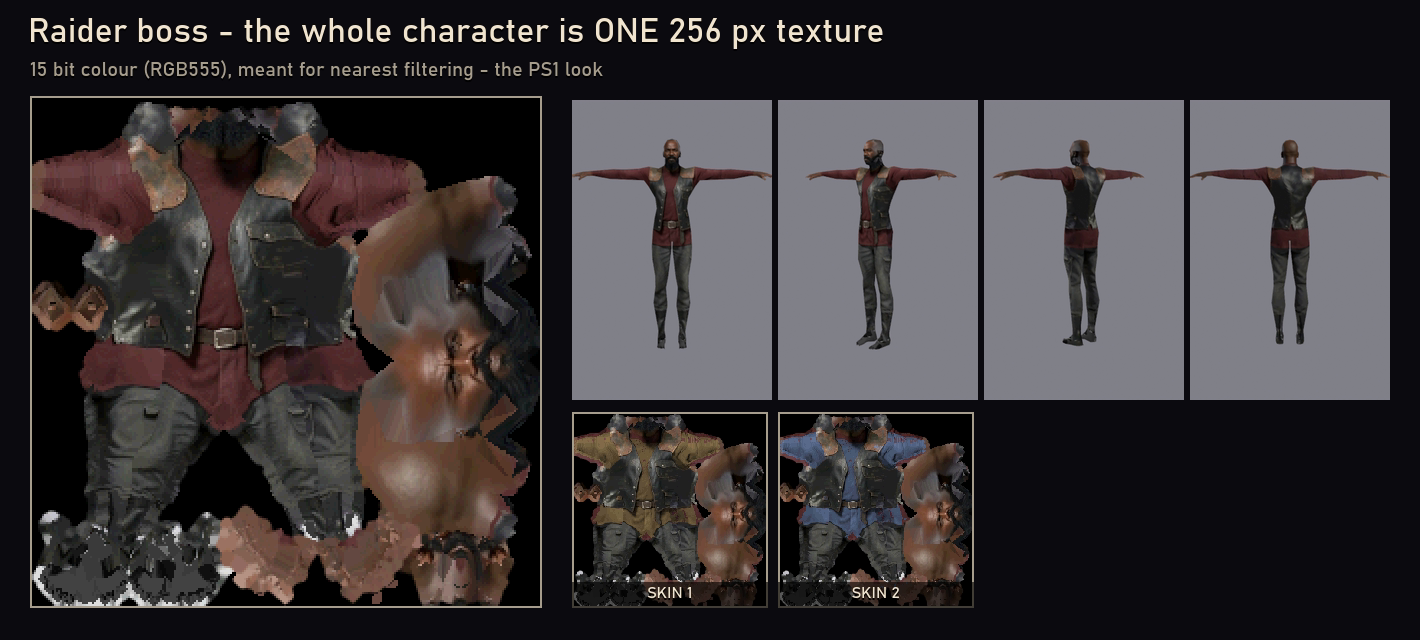 Raider boss - the whole character is ONE 256 px texture
15 bit colour (RGB555), meant for nearest filtering - the PS1 look
SKIN 1
SKIN 2